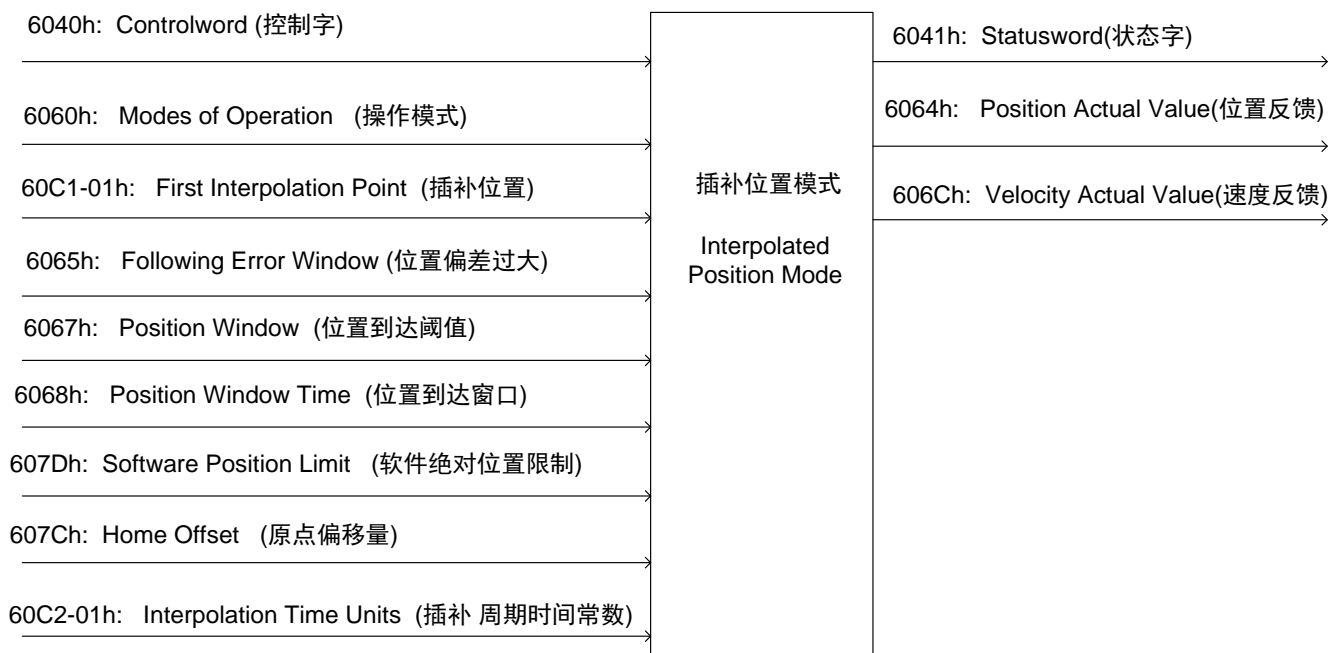 6040h: Controlword (控制字)
6060h: Modes of Operation (操作模式)
60C1-01h: First Interpolation Point (插补位置)
6065h: Following Error Window (位置偏差过大)
6067h: Position Window (位置到达阈值)
6068h: Position Window Time (位置到达窗口)
607Dh: Software Position Limit (软件绝对位置限制)
607Ch: Home Offset (原点偏移量)
60C2-01h: Interpolation Time Units (插补 周期时间常数)
插补位置模式
Interpolated
Position Mode
6041h: Statusword(状态字)
6064h: Position Actual Value(位置反馈)
606Ch: Velocity Actual Value(速度反馈)